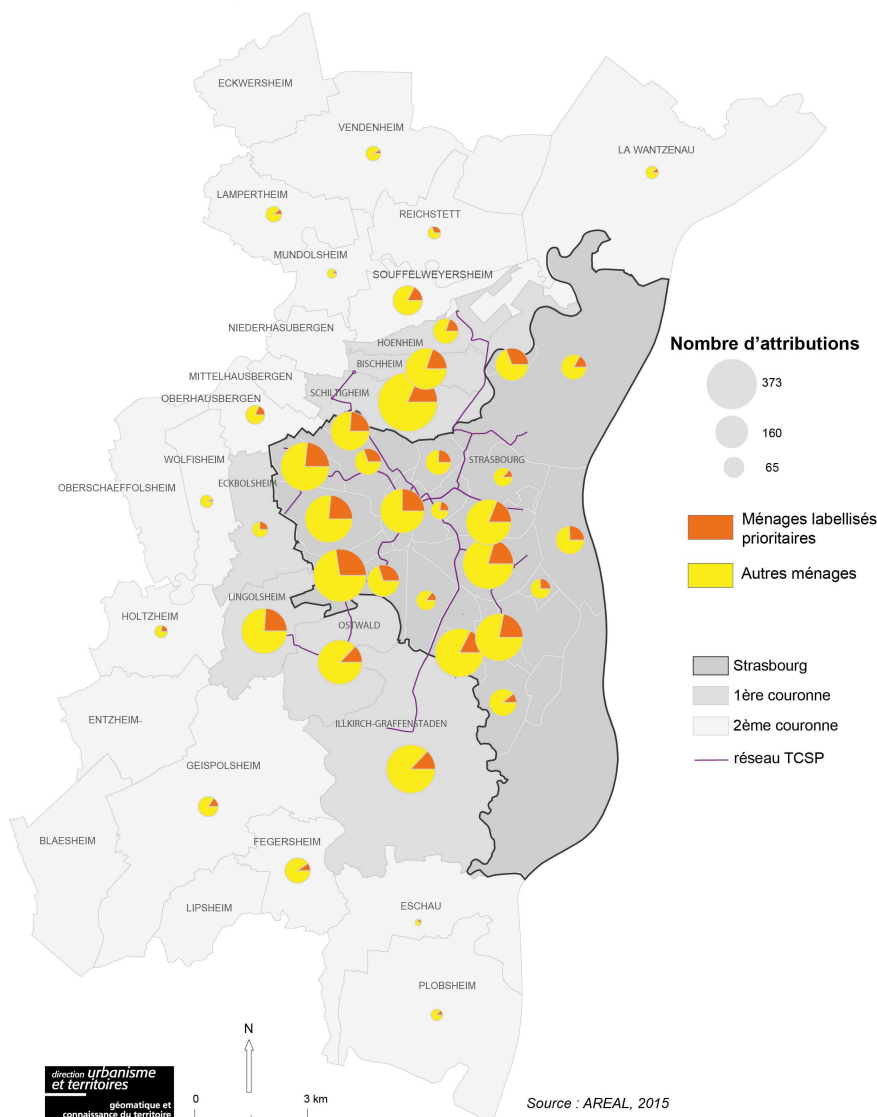 ECKWERSHEIM
VENDENHEIM
LA WANTZENAU
LAMPERTHEIM
REICHSTETT
MUNDOLSHEIM
SOUFFELWEYERSHEIM
NIEDERHASUBERGEN
HOENHEIM
BISCHHEIM
MITTELHAUSBERGEN
SCHILTIGHEIM
OBERHAUSBERGEN
WOLFISHEIM
STRASBOURG
ECKBOLSHEIM
OBERSCHAEFFOLSHEIM
LINGOLSHEIM
HOLTZHEIM
OSTWALD
ENTZHEIM
ILLKIRCH-GRAFFENSTADEN
GEISPOLSHEIM
BLAESHEIM
FEGERSHEIM
LIPSHEIM
ESCHAU
PLOBSHEIM
Nombre d'attributions
373
160
65
Ménages labellisés
prioritaires
Autres ménages
Strasbourg
1ère couronne
2ème couronne
réseau TCSP
N
0 3 km
direction urbanisme
et territoires
géomatique et
connaissance du territoire
Source : AREAL, 2015